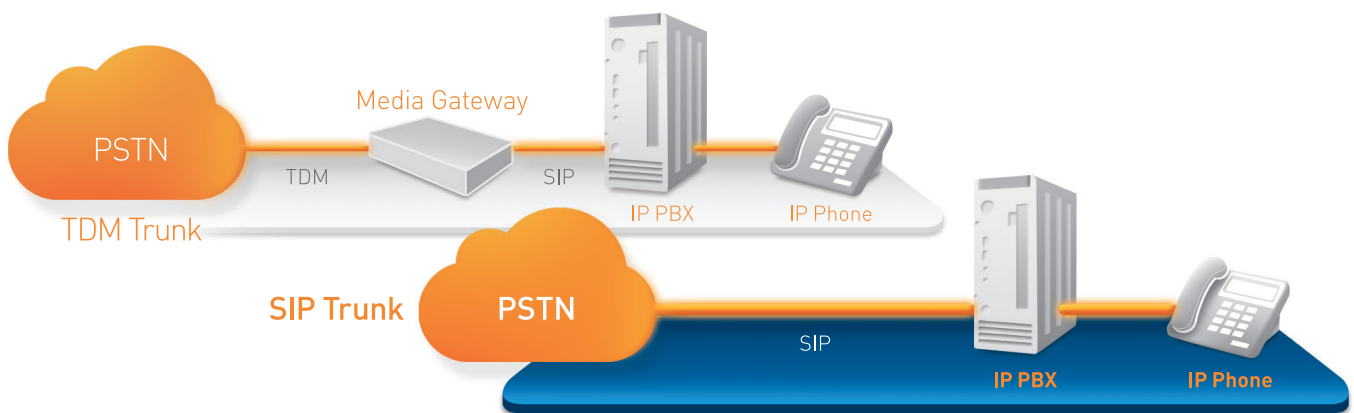 Media Gateway
PSTN
TDM
SIP
IP PBX
IP Phone
TDM Trunk
SIP Trunk
PSTN
SIP
IP PBX
IP Phone